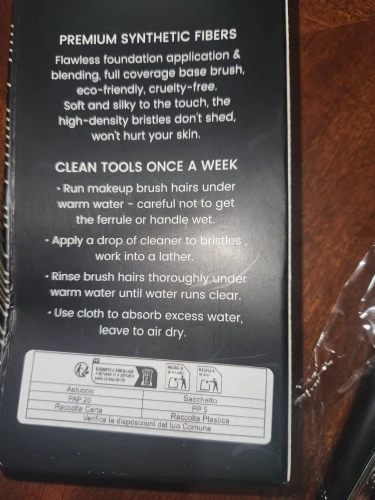 PREMIUM SYNTHETIC FIBERS
Flawless foundation application &
blending, full coverage base brush,
eco-friendly, cruelty-free.
Soft and silky to the touch, the
high-density bristles don't shed,
won't hurt your skin.
CLEAN TOOLS ONCE A WEEK
• Run makeup brush hairs under
warm water - careful not to get
the ferrule or handle wet.
• Apply a drop of cleaner to bristles,
work into a lather.
• Rinse brush hairs thoroughly under
warm water until water runs clear.
• Use cloth to absorb excess water,
leave to air dry.
Astuccio
Sacchetto
PAP 20
PP 5
Raccolta Carta
Raccolta Plastica
Verifica le disposizioni del tuo Comune